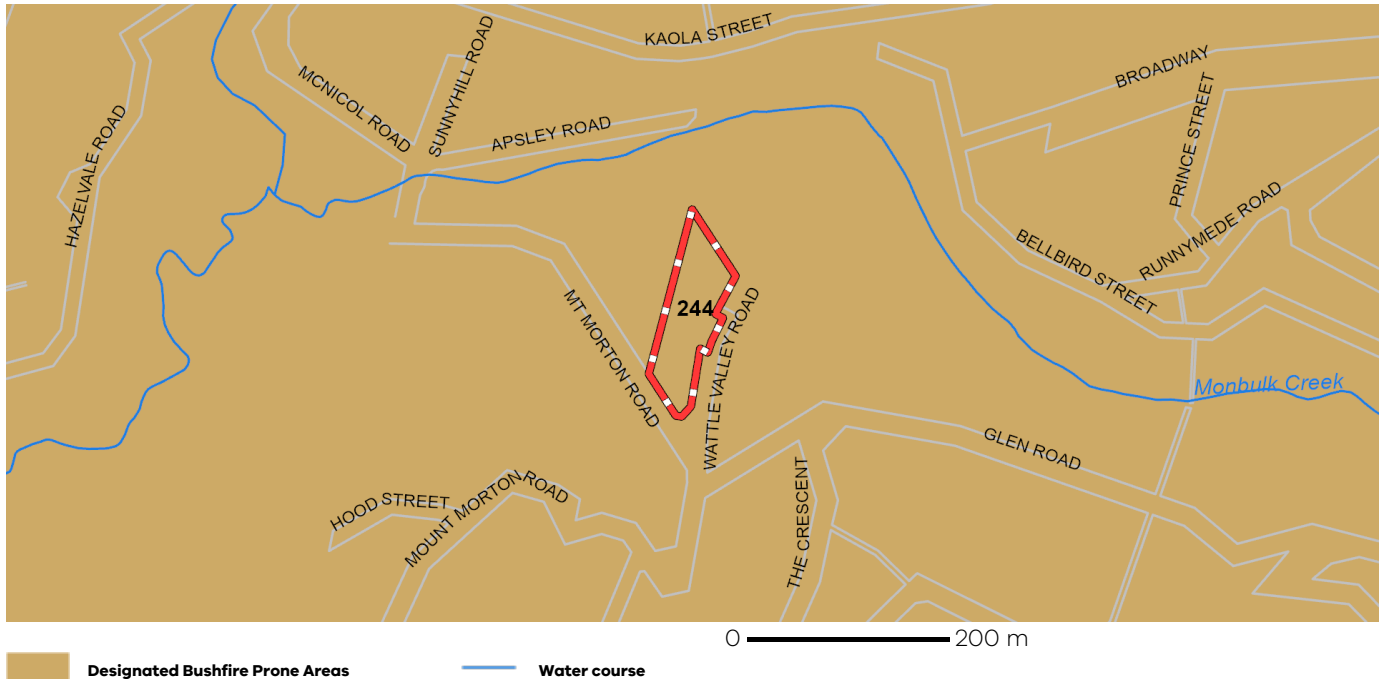 KAOLA STREET
SUNNYHILL ROAD
MCNICOL ROAD
BROADWAY
PRINCE STREET
HAZELVALE ROAD
APSLEY ROAD
RUNNYMEDE ROAD
BELLBIRD STREET
244
MT MORTON ROAD
WATTLE VALLEY ROAD
Monbulk Creek
GLEN ROAD
HOOD STREET
MOUNT MORTON ROAD
THE CRESCENT
0 200 m
Designated Bushfire Prone Areas
Water course